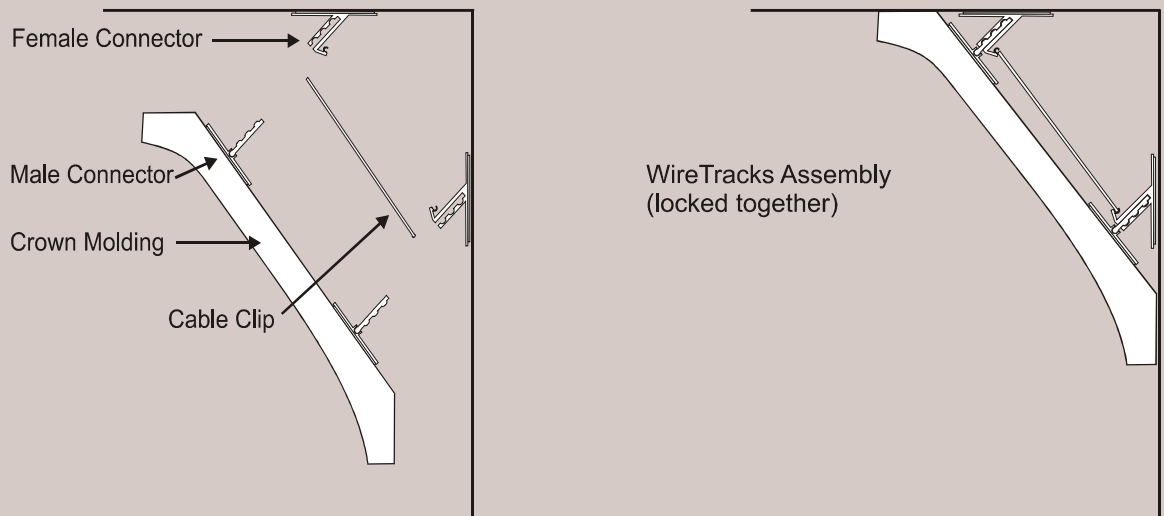 Female Connector
Male Connector
Crown Molding
Cable Clip
WireTracks Assembly
(locked together)